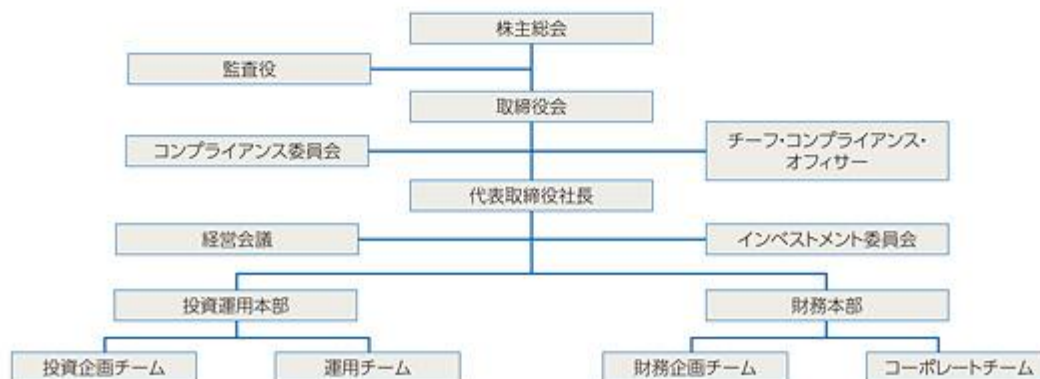 株主総会
監査役
取締役会
コンプライアンス委員会
チーフ・コンプライアンス・
オフィサー
代表取締役社長
経営会議
インベストメント委員会
投資運用本部
財務本部
投資企画チーム
運用チーム
財務企画チーム
コーポレートチーム